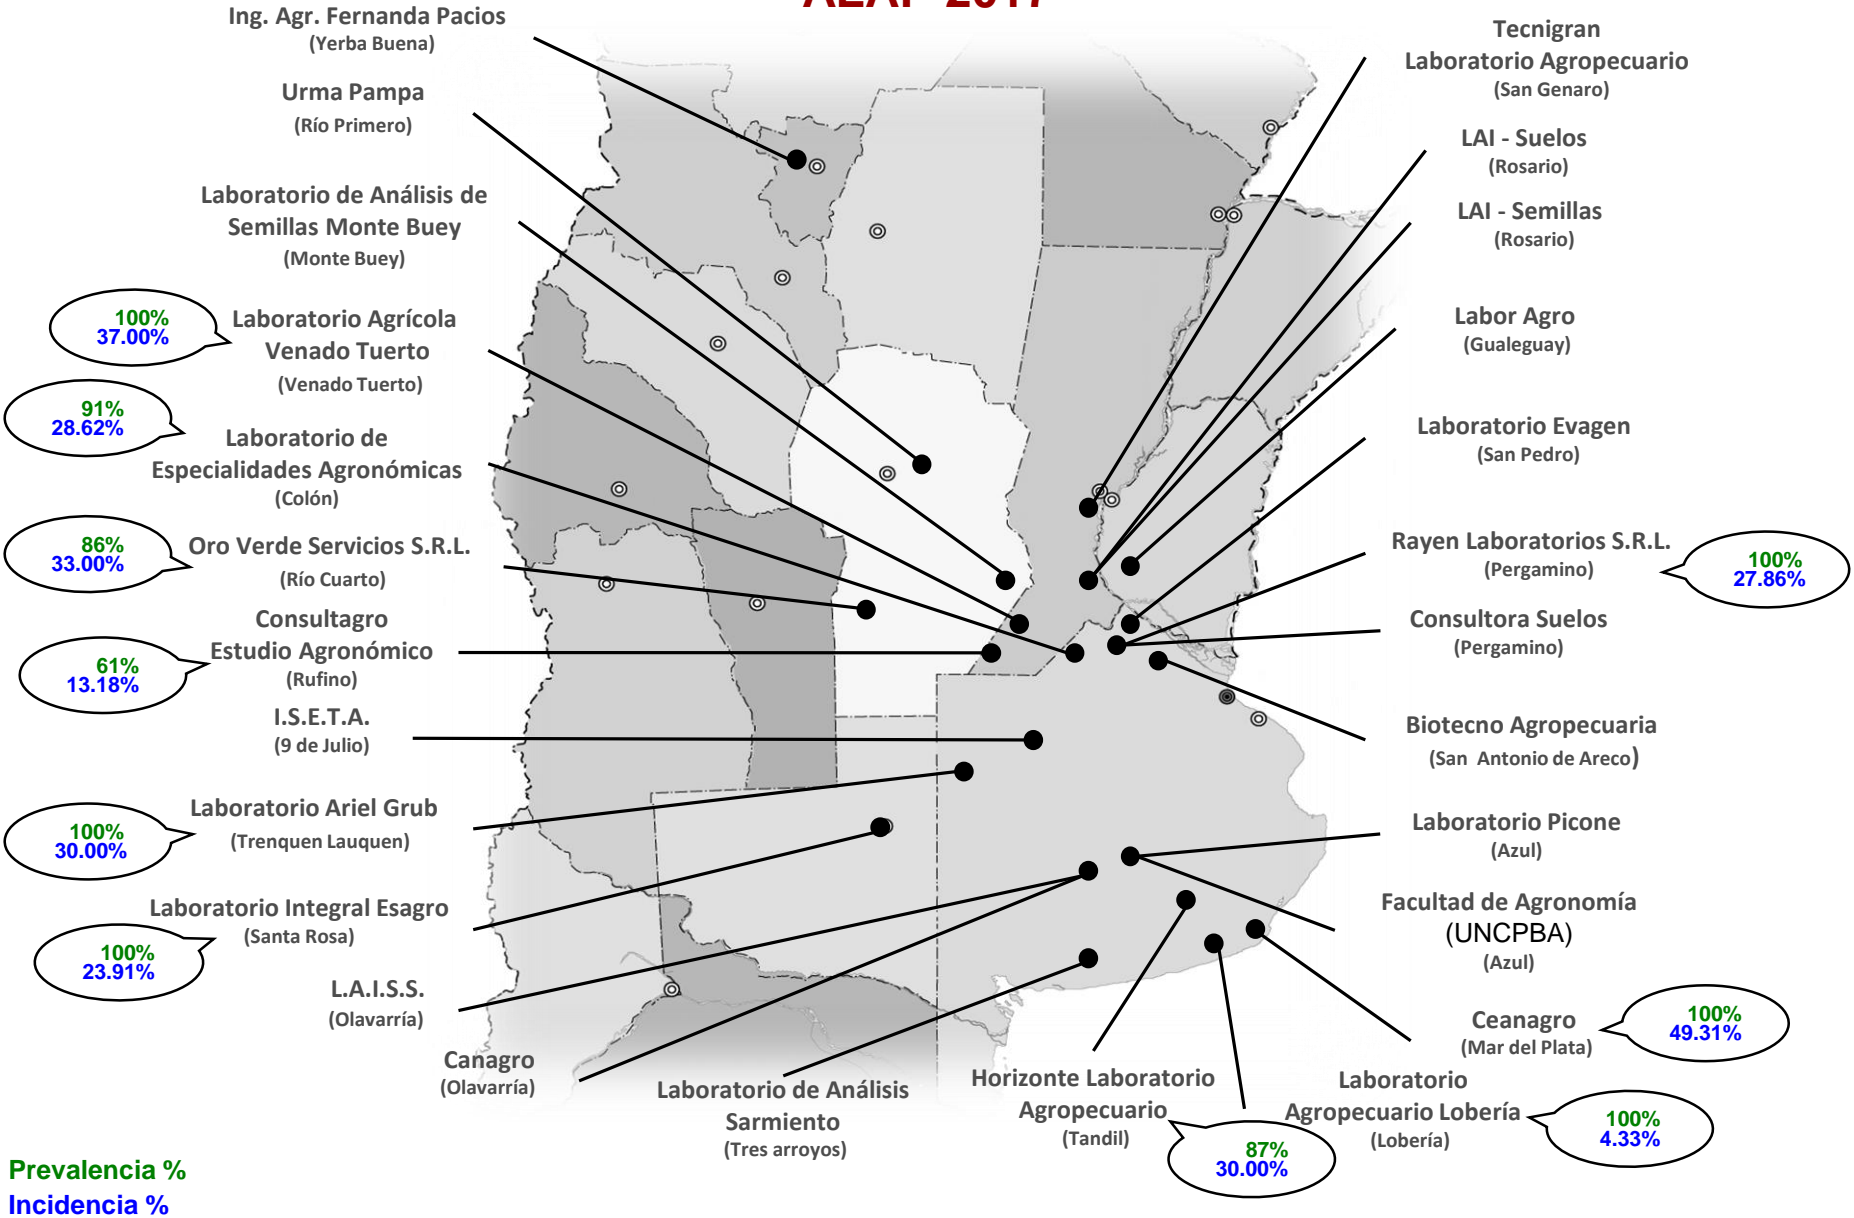 Ing. Agr. Fernanda Pacios
(Yerba Buena)
Urma Pampa
(Río Primero)
Laboratorio de Análisis de
Semillas Monte Buey
(Monte Buey)
100%
37.00%
Laboratorio Agrícola
Venado Tuerto
(Venado Tuerto)
91%
28.62%
Laboratorio de
Especialidades Agronómicas
(Colón)
86%
33.00%
Oro Verde Servicios S.R.L.
(Río Cuarto)
Consultagro
Estudio Agronómico
(Rufino)
61%
13.18%
I.S.E.T.A.
(9 de Julio)
100%
30.00%
Laboratorio Ariel Grub
(Trenquen Lauquen)
Laboratorio Integral Esagro
(Santa Rosa)
100%
23.91%
L.A.I.S.S.
(Olavarría)
Canagro
(Olavarría)
Laboratorio de Análisis
Sarmiento
(Tres arroyos)
Horizonte Laboratorio
Agropecuario
(Tandil)
87%
30.00%
Laboratorio
Agropecuario Lobería
(Lobería)
100%
4.33%
Ceanagro
(Mar del Plata)
100%
49.31%
Facultad de Agronomía
(UNCPBA)
(Azul)
Laboratorio Picone
(Azul)
Biotecno Agropecuaria
(San Antonio de Areco)
Consultora Suelos
(Pergamino)
Rayen Laboratorios S.R.L.
(Pergamino)
100%
27.86%
Laboratorio Evagen
(San Pedro)
Labor Agro
(Gualeguay)
LAI - Semillas
(Rosario)
LAI - Suelos
(Rosario)
Tecnigran
Laboratorio Agropecuario
(San Genaro)
Prevalencia %
Incidencia %